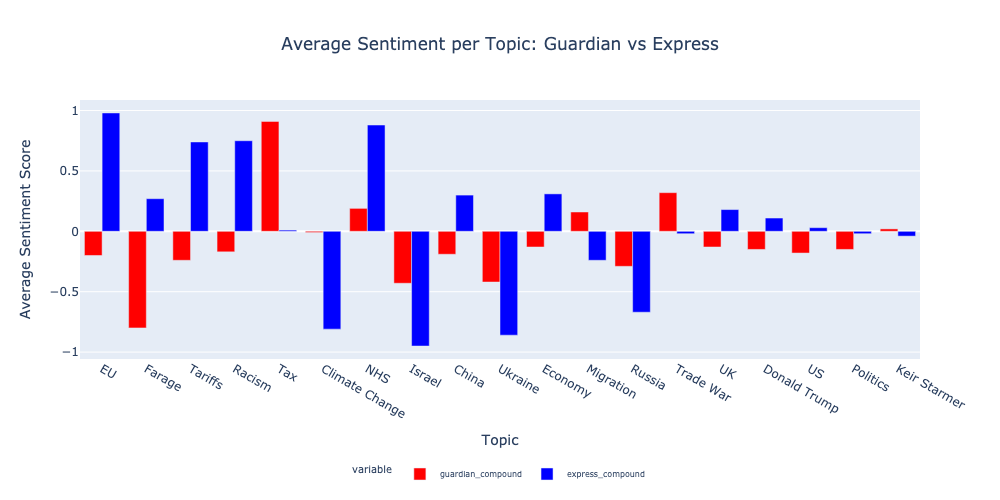 Average Sentiment per Topic: Guardian vs Express
Average Sentiment Score
1
0.5
0
−0.5
−1
EU
Farage
Tariffs
Racism
Tax
Climate Change
NHS
Israel
China
Ukraine
Economy
Migration
Russia
Trade War
UK
Donald Trump
US
Politics
Keir Starmer
Topic
variable
guardian_compound
express_compound